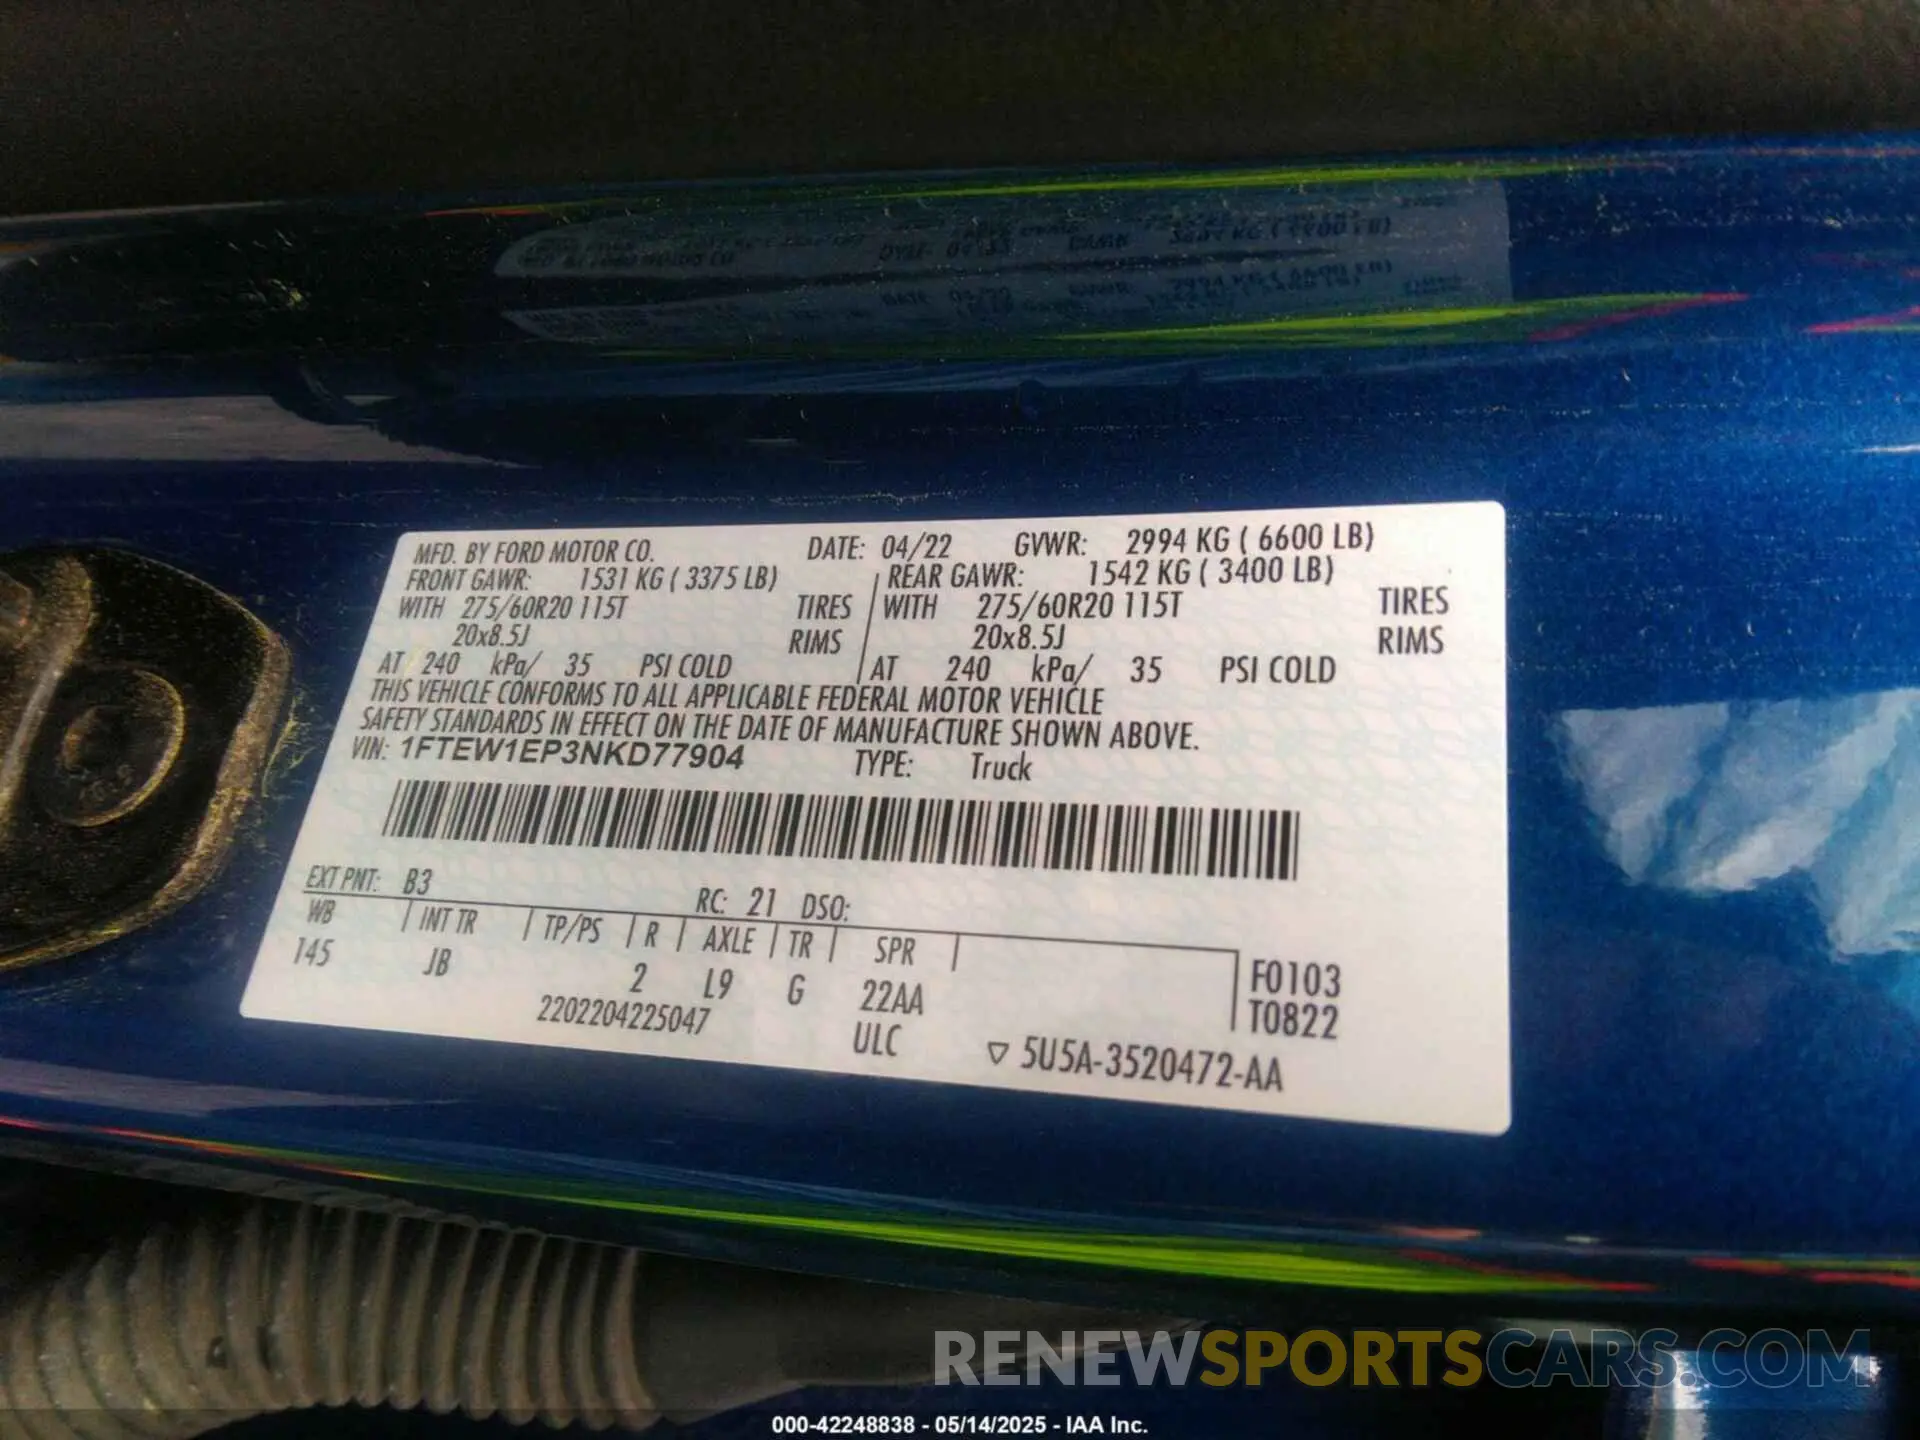 MFD. BY FORD MOTOR CO. DATE: 04/22 GVWR: 2994 KG ( 6600 LB)
FRONT GAWR: 1531 KG ( 3375 LB) REAR GAWR: 1542 KG ( 3400 LB)
WITH 275/60R20 115T TIRES WITH 275/60R20 115T TIRES
20x8.5J RIMS 20x8.5J RIMS
AT 240 kPa/ 35 PSI COLD AT 240 kPa/ 35 PSI COLD
THIS VEHICLE CONFORMS TO ALL APPLICABLE FEDERAL MOTOR VEHICLE
SAFETY STANDARDS IN EFFECT ON THE DATE OF MANUFACTURE SHOWN ABOVE.
VIN: 1FTEW1EP3NKD77904 TYPE: Truck
EXT PNT: B3 RC: 21 DSO:
WB INT TR TP/PS R AXLE TR SPR
145 JB 2 L9 G 22AA F0103
2202204225047 T0822
ULC ▽ 5U5A-3520472-AA
RENEWSPORTSCARS.COM
000-42248838 - 05/14/2025 - IAA Inc.